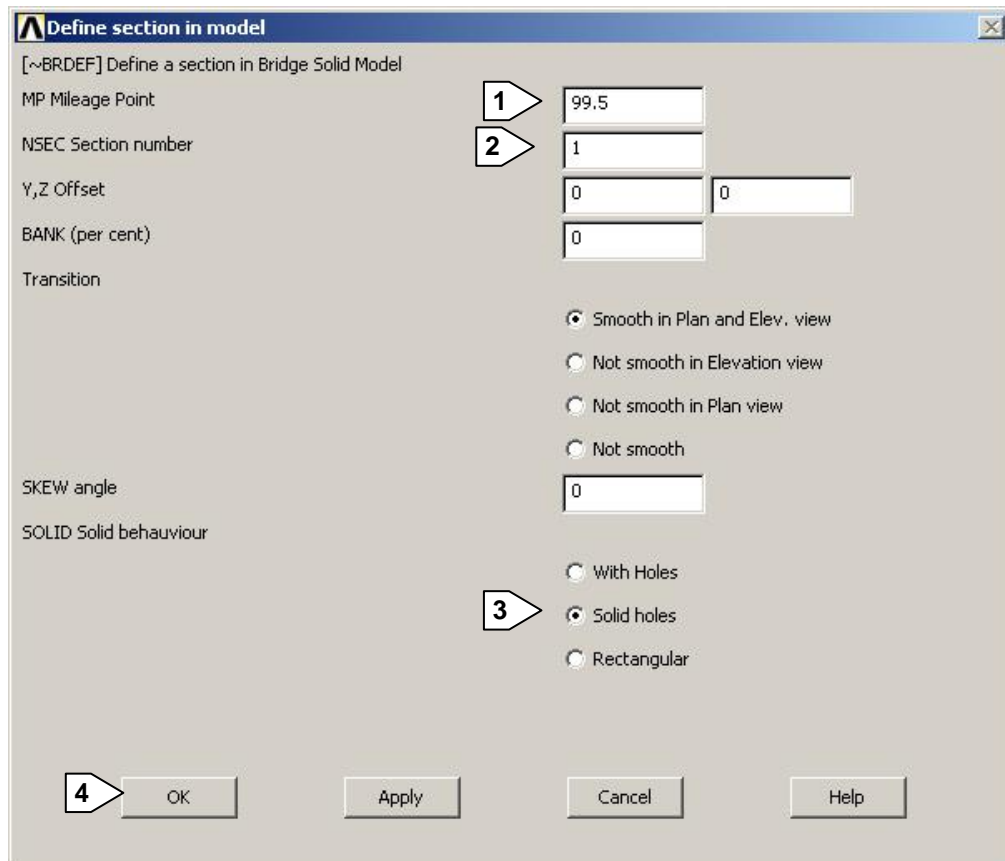 Define section in model
[~BRDEF] Define a section in Bridge Solid Model
MP Mileage Point 1 99.5
NSEC Section number 2 1
Y,Z Offset 0 0
BANK (per cent) 0
Transition
Smooth in Plan and Elev. view
Not smooth in Elevation view
Not smooth in Plan view
Not smooth
SKEW angle 0
SOLID Solid behauviour
With Holes
3 Solid holes
Rectangular
4 OK Apply Cancel Help